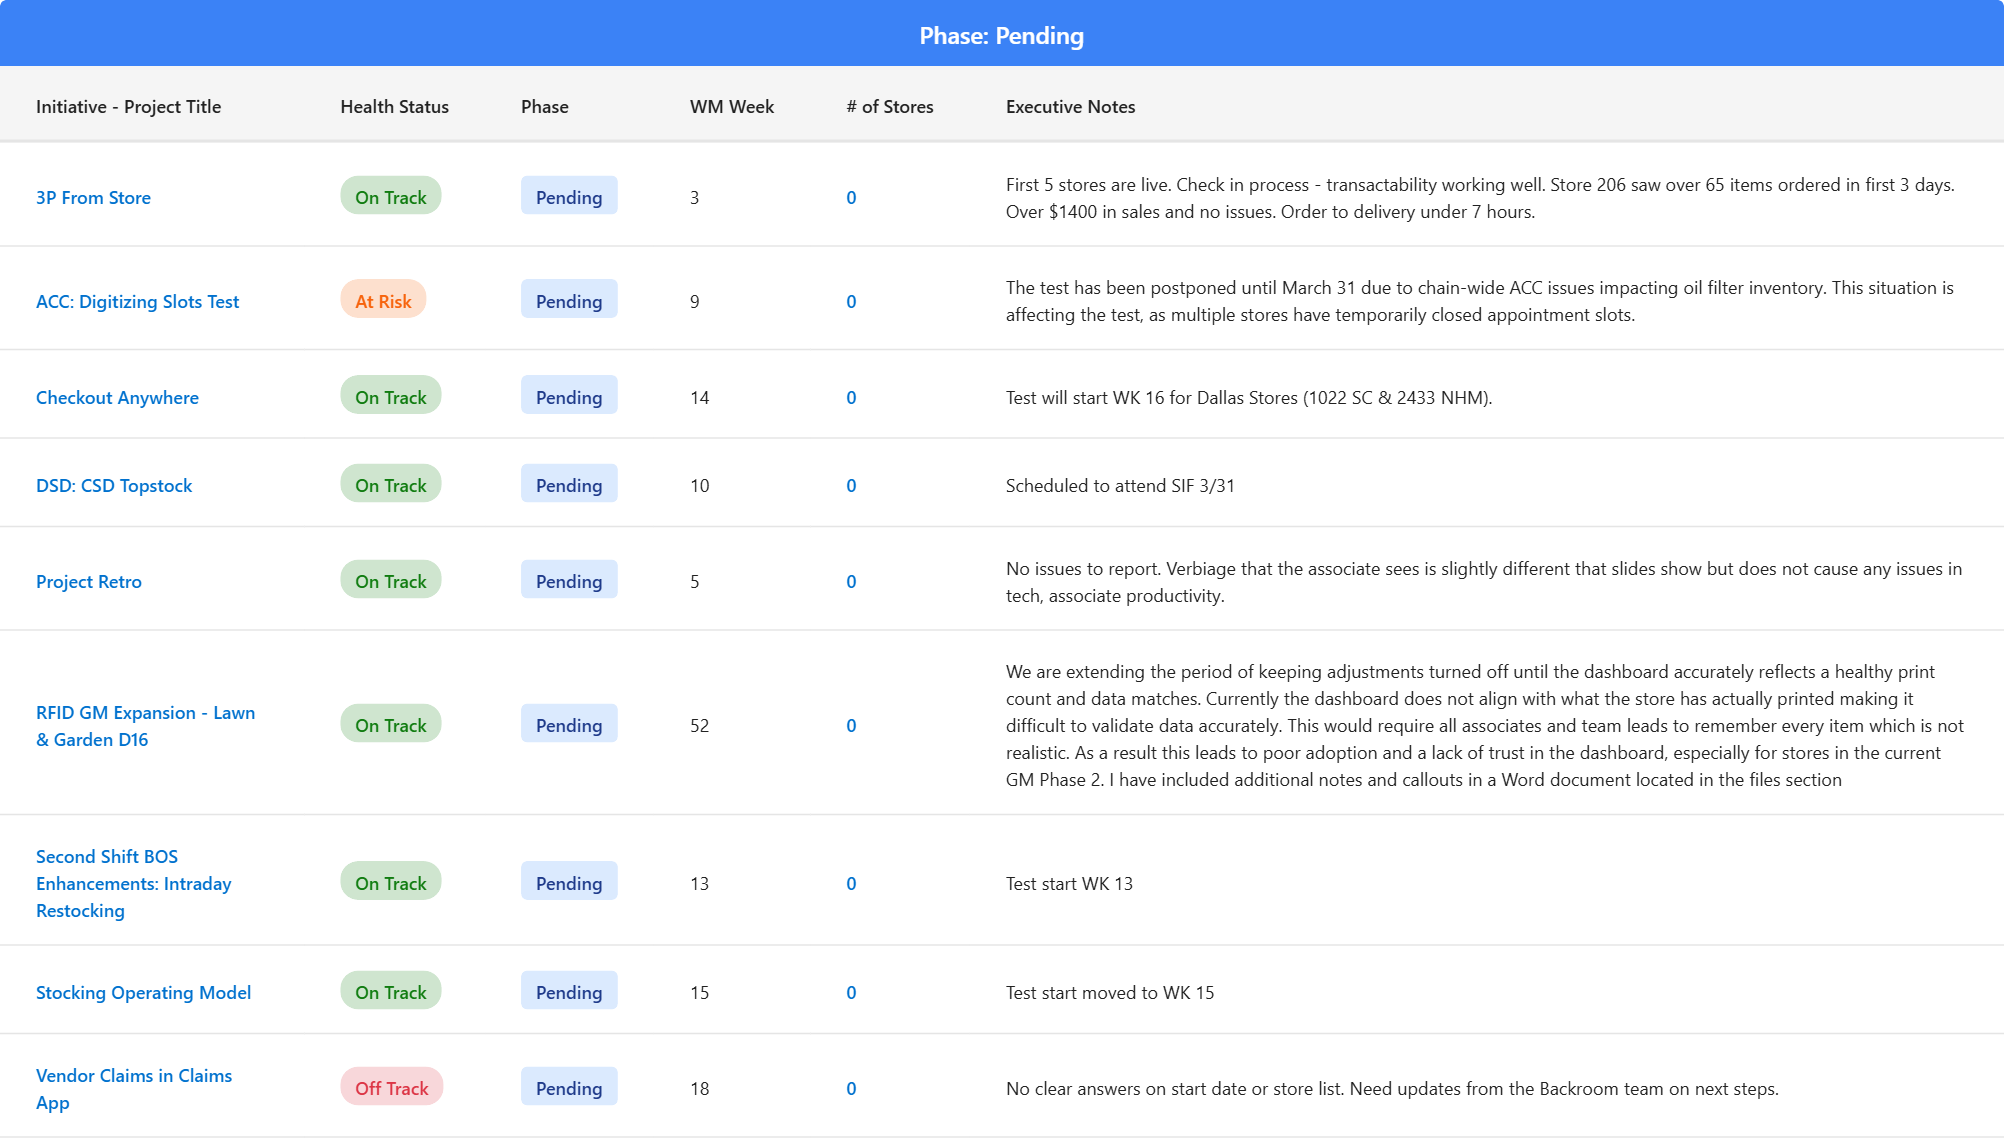 Phase: Pending
Initiative - Project Title Health Status Phase WM Week # of Stores Executive Notes
3P From Store On Track Pending 3 0 First 5 stores are live. Check in process - transactability working well. Store 206 saw over 65 items ordered in first 3 days.
Over $1400 in sales and no issues. Order to delivery under 7 hours.
ACC: Digitizing Slots Test At Risk Pending 9 0 The test has been postponed until March 31 due to chain-wide ACC issues impacting oil filter inventory. This situation is
affecting the test, as multiple stores have temporarily closed appointment slots.
Checkout Anywhere On Track Pending 14 0 Test will start WK 16 for Dallas Stores (1022 SC & 2433 NHM).
DSD: CSD Topstock On Track Pending 10 0 Scheduled to attend SIF 3/31
Project Retro On Track Pending 5 0 No issues to report. Verbiage that the associate sees is slightly different that slides show but does not cause any issues in
tech, associate productivity.
RFID GM Expansion - Lawn
& Garden D16 On Track Pending 52 0 We are extending the period of keeping adjustments turned off until the dashboard accurately reflects a healthy print
count and data matches. Currently the dashboard does not align with what the store has actually printed making it
difficult to validate data accurately. This would require all associates and team leads to remember every item which is not
realistic. As a result this leads to poor adoption and a lack of trust in the dashboard, especially for stores in the current
GM Phase 2. I have included additional notes and callouts in a Word document located in the files section
Second Shift BOS
Enhancements: Intraday
Restocking On Track Pending 13 0 Test start WK 13
Stocking Operating Model On Track Pending 15 0 Test start moved to WK 15
Vendor Claims in Claims
App Off Track Pending 18 0 No clear answers on start date or store list. Need updates from the Backroom team on next steps.